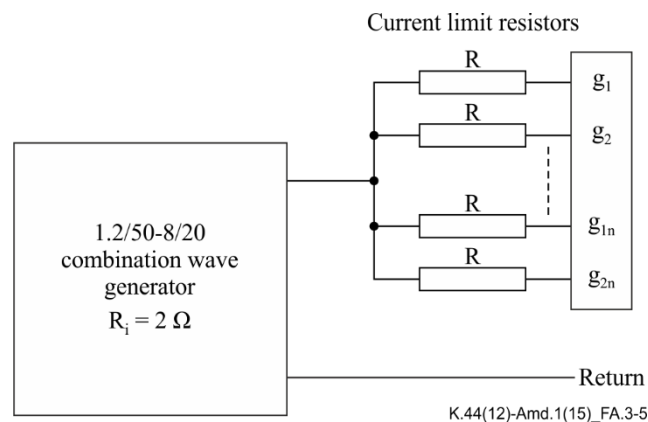 Current limit resistors
R
g1
R
g2
1.2/50-8/20
combination wave
generator
Ri = 2 Ω
R
g1n
R
g2n
Return
K.44(12)-Amd.1(15)_FA.3-5